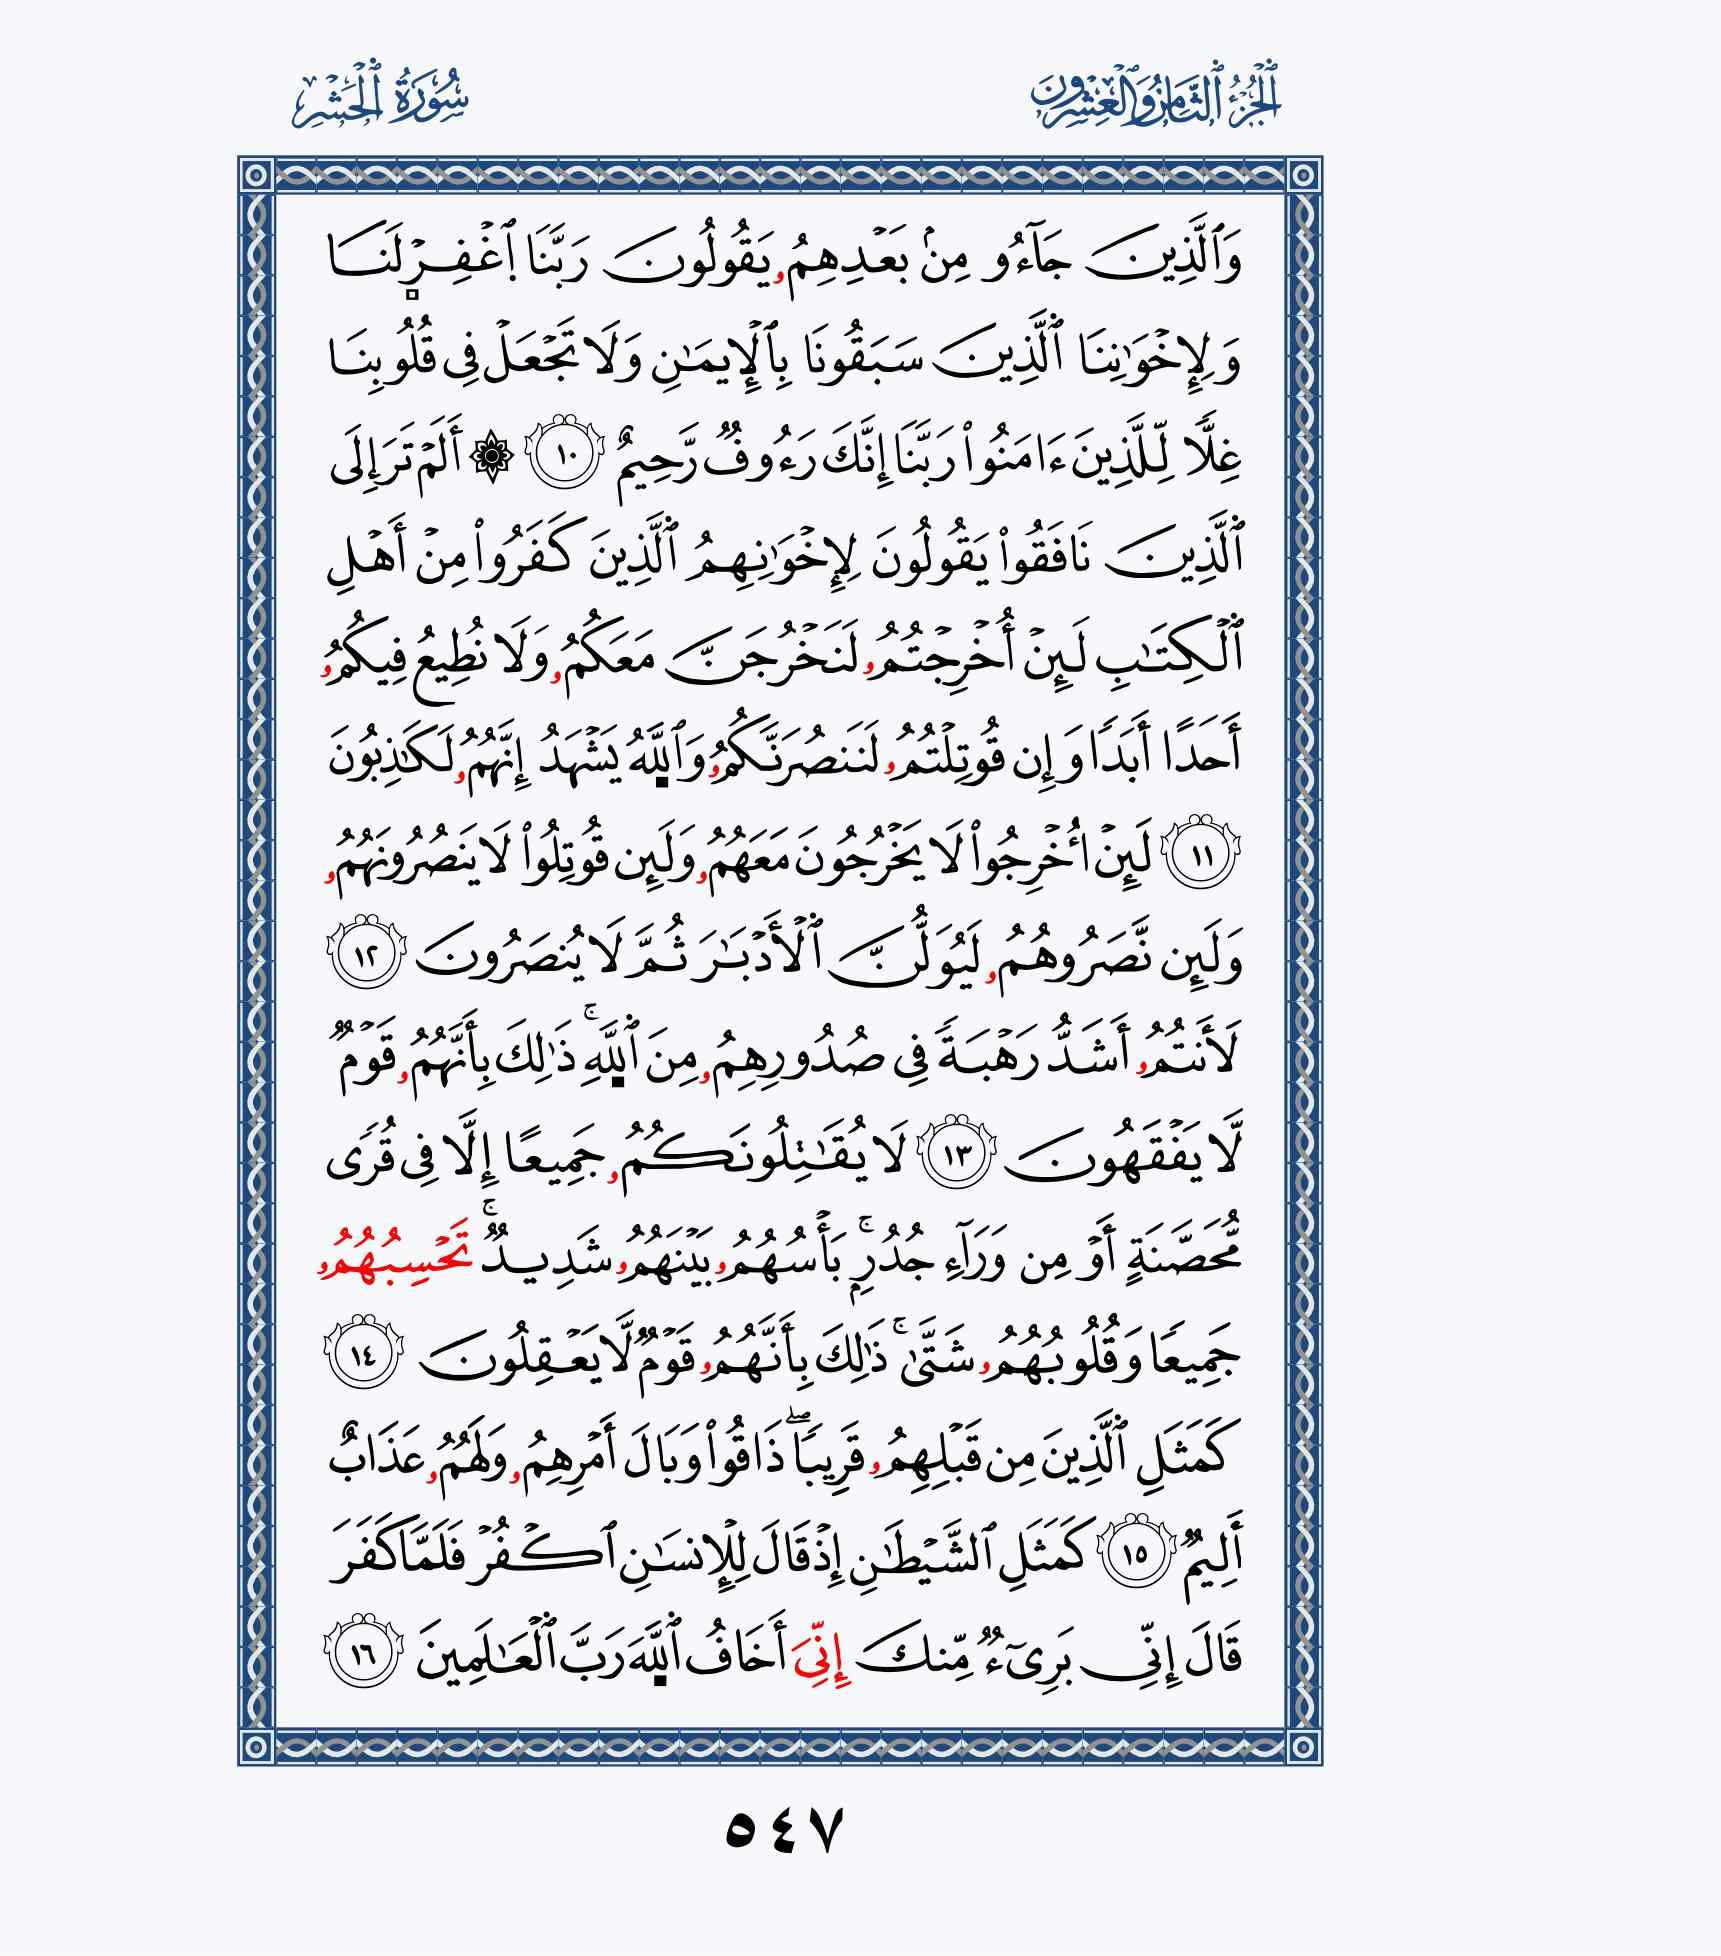 ٱلْجُزْءُ ٱلثَّامِنُ وَٱلْعِشْرُونَ
سُورَةُ ٱلْحَشْرِ
وَٱلَّذِينَ جَآءُو مِنۢ بَعْدِهِمُۥ يَقُولُونَ رَبَّنَا ٱغْفِرْ لَنَا
وَلِإِخْوَٰنِنَا ٱلَّذِينَ سَبَقُونَا بِٱلْإِيمَٰنِ وَلَا تَجْعَلْ فِى قُلُوبِنَا
غِلًّا لِّلَّذِينَ ءَامَنُوا۟ رَبَّنَا إِنَّكَ رَءُوفٌ رَّحِيمٌ ١٠ ۞ أَلَمْ تَرَ إِلَى
ٱلَّذِينَ نَافَقُوا۟ يَقُولُونَ لِإِخْوَٰنِهِمُ ٱلَّذِينَ كَفَرُوا۟ مِنْ أَهْلِ
ٱلْكِتَٰبِ لَئِنْ أُخْرِجْتُمُۥ لَنَخْرُجَنَّ مَعَكُمُۥ وَلَا نُطِيعُ فِيكُمُۥ
أَحَدًا أَبَدًا وَإِن قُوتِلْتُمُۥ لَنَنصُرَنَّكُمُۥ وَٱللَّهُ يَشْهَدُ إِنَّهُمُۥ لَكَٰذِبُونَ
١١ لَئِنْ أُخْرِجُوا۟ لَا يَخْرُجُونَ مَعَهُمُۥ وَلَئِن قُوتِلُوا۟ لَا يَنصُرُونَهُمُۥ
وَلَئِن نَّصَرُوهُمُۥ لَيُوَلُّنَّ ٱلْأَدْبَٰرَ ثُمَّ لَا يُنصَرُونَ ١٢
لَأَنتُمُۥ أَشَدُّ رَهْبَةً فِى صُدُورِهِمُۥ مِنَ ٱللَّهِۚ ذَٰلِكَ بِأَنَّهُمُۥ قَوْمٌ
لَّا يَفْقَهُونَ ١٣ لَا يُقَٰتِلُونَكُمُۥ جَمِيعًا إِلَّا فِى قُرًى
مُّحَصَّنَةٍ أَوْ مِن وَرَآءِ جُدُرٍۚ بَأْسُهُمُۥ بَيْنَهُمُۥ شَدِيدٌۚ تَحْسِبُهُمُۥ
جَمِيعًا وَقُلُوبُهُمُۥ شَتَّىٰۚ ذَٰلِكَ بِأَنَّهُمُۥ قَوْمٌ لَّا يَعْقِلُونَ ١٤
كَمَثَلِ ٱلَّذِينَ مِن قَبْلِهِمُۥ قَرِيبًاۖ ذَاقُوا۟ وَبَالَ أَمْرِهِمُۥ وَلَهُمُۥ عَذَابٌ
أَلِيمٌ ١٥ كَمَثَلِ ٱلشَّيْطَٰنِ إِذْ قَالَ لِلْإِنسَٰنِ ٱكْفُرْ فَلَمَّا كَفَرَ
قَالَ إِنِّى بَرِىٓءٌ مِّنكَ إِنِّىَ أَخَافُ ٱللَّهَ رَبَّ ٱلْعَٰلَمِينَ ١٦
٥٤٧